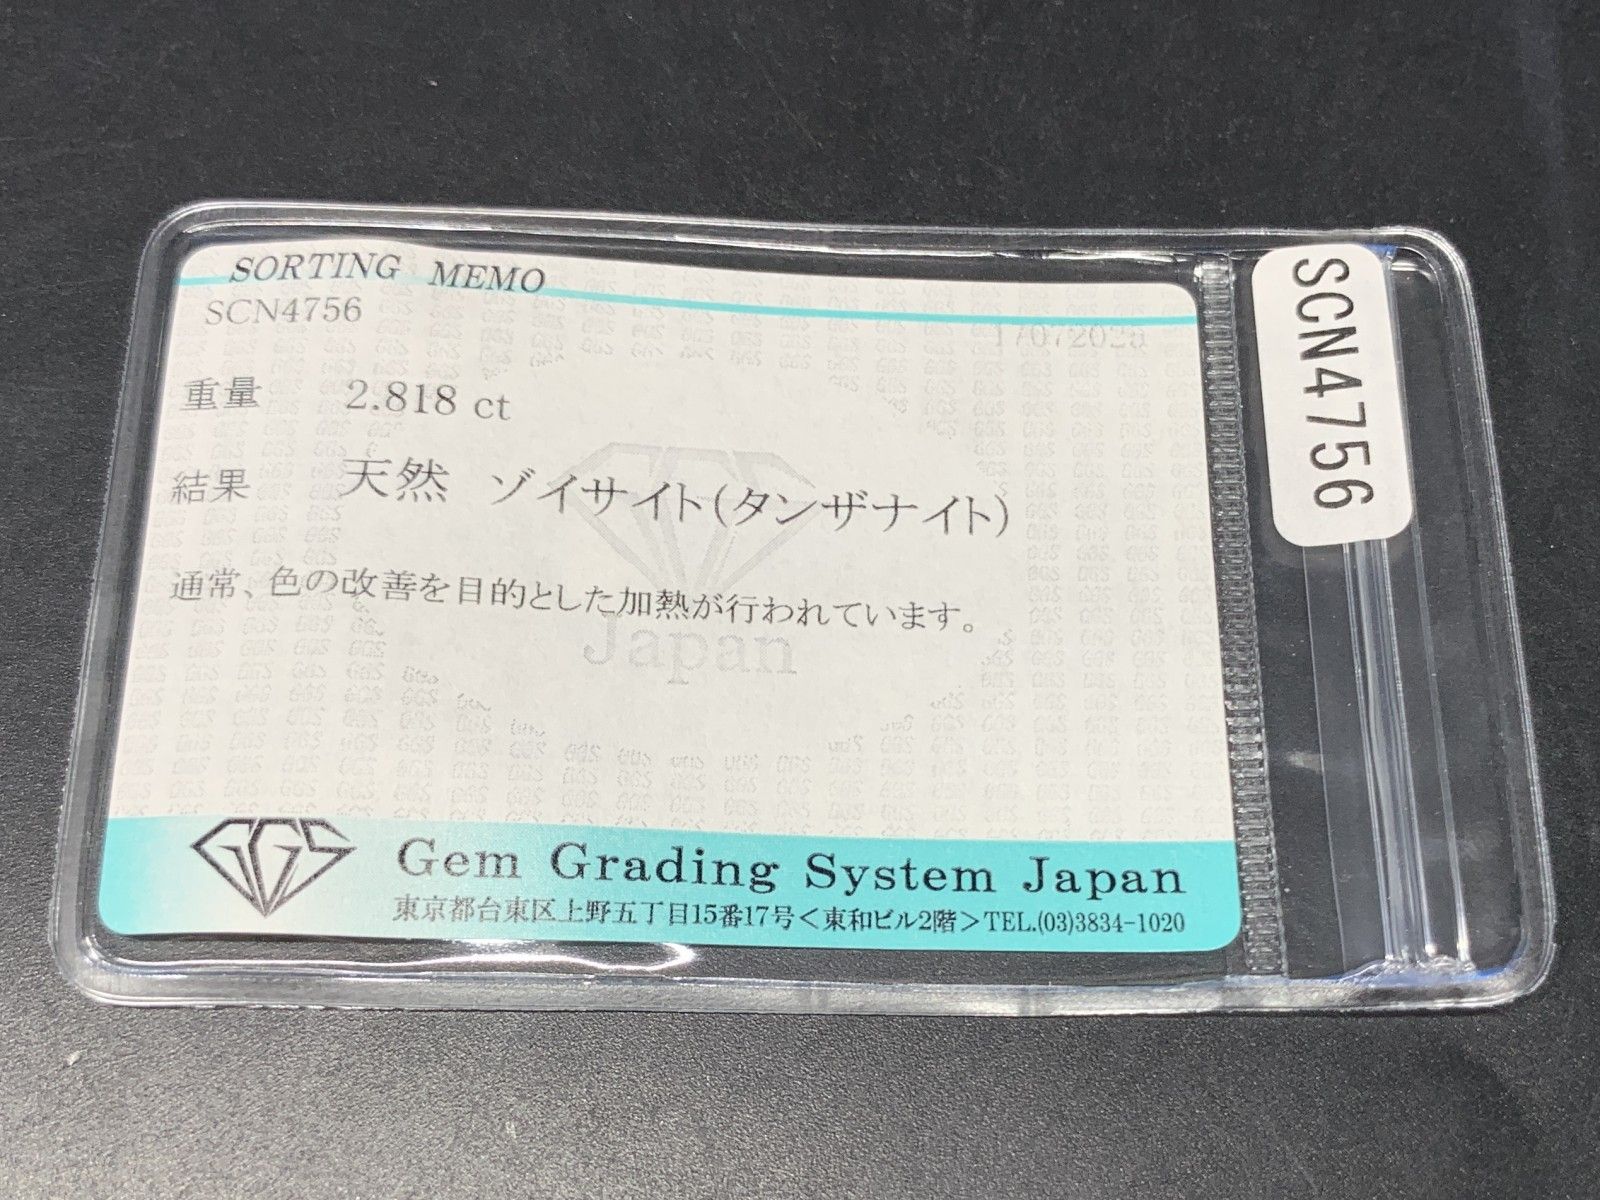 SORTING MEMO
SCN4756
重量 2.818 ct
結果 天然 ゾイサイト(タンザナイト)
通常、色の改善を目的とした加熱が行われています。
Japan
GGS Gem Grading System Japan
東京都台東区上野五丁目15番17号<東和ビル2階>TEL.(03)3834-1020
SCN4756